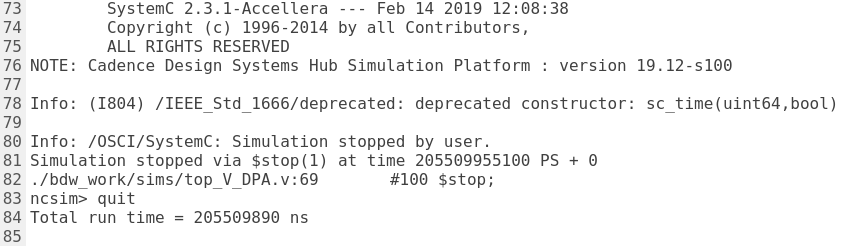 73 SystemC 2.3.1-Accellera --- Feb 14 2019 12:08:38
74 Copyright (c) 1996-2014 by all Contributors,
75 ALL RIGHTS RESERVED
76 NOTE: Cadence Design Systems Hub Simulation Platform : version 19.12-s100
77
78 Info: (I804) /IEEE_Std_1666/deprecated: deprecated constructor: sc_time(uint64,bool)
79
80 Info: /OSCI/SystemC: Simulation stopped by user.
81 Simulation stopped via $stop(1) at time 205509955100 PS + 0
82 ./bdw_work/sims/top_V_DPA.v:69 #100 $stop;
83 ncsim> quit
84 Total run time = 205509890 ns
85